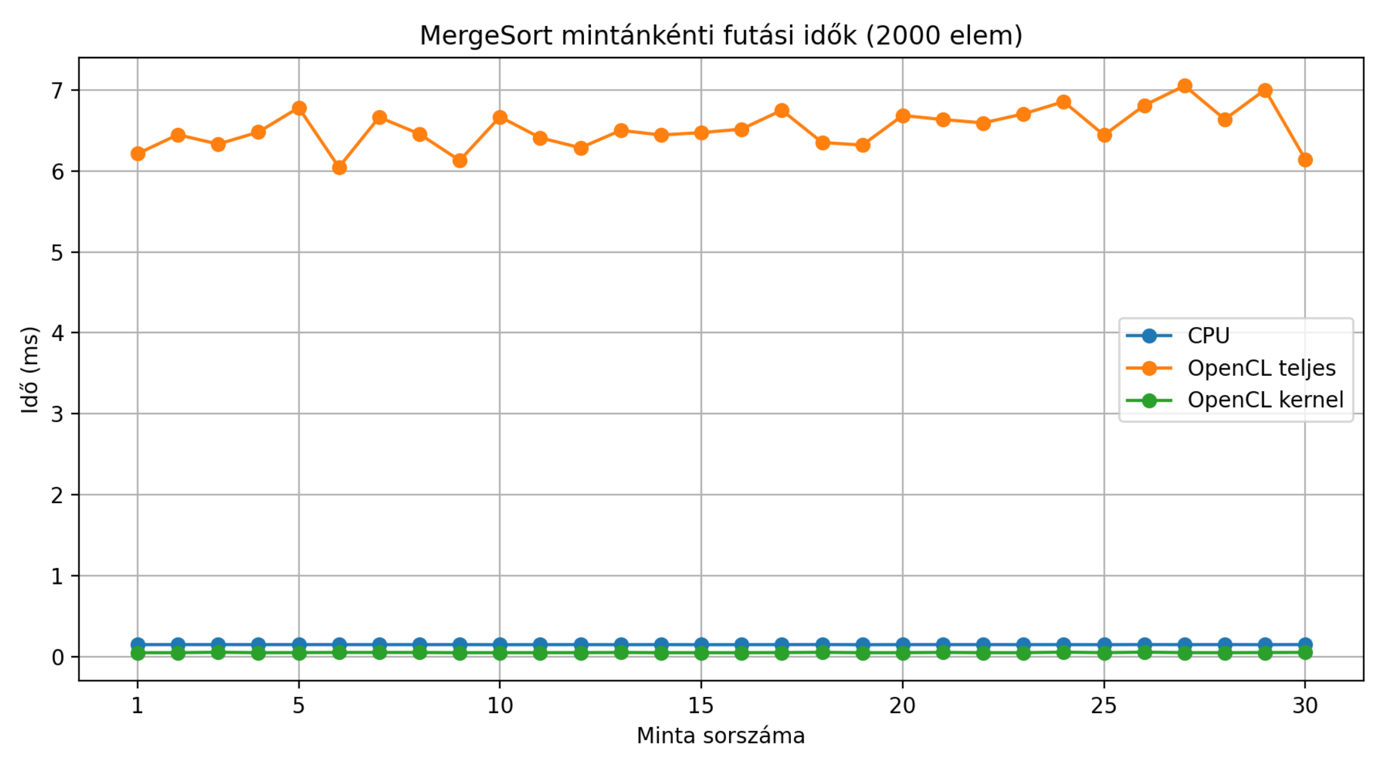 MergeSort mintánkénti futási idők (2000 elem)
7
6
5
4
3
2
1
0
Idő (ms)
CPU
OpenCL teljes
OpenCL kernel
1 5 10 15 20 25 30
Minta sorszáma